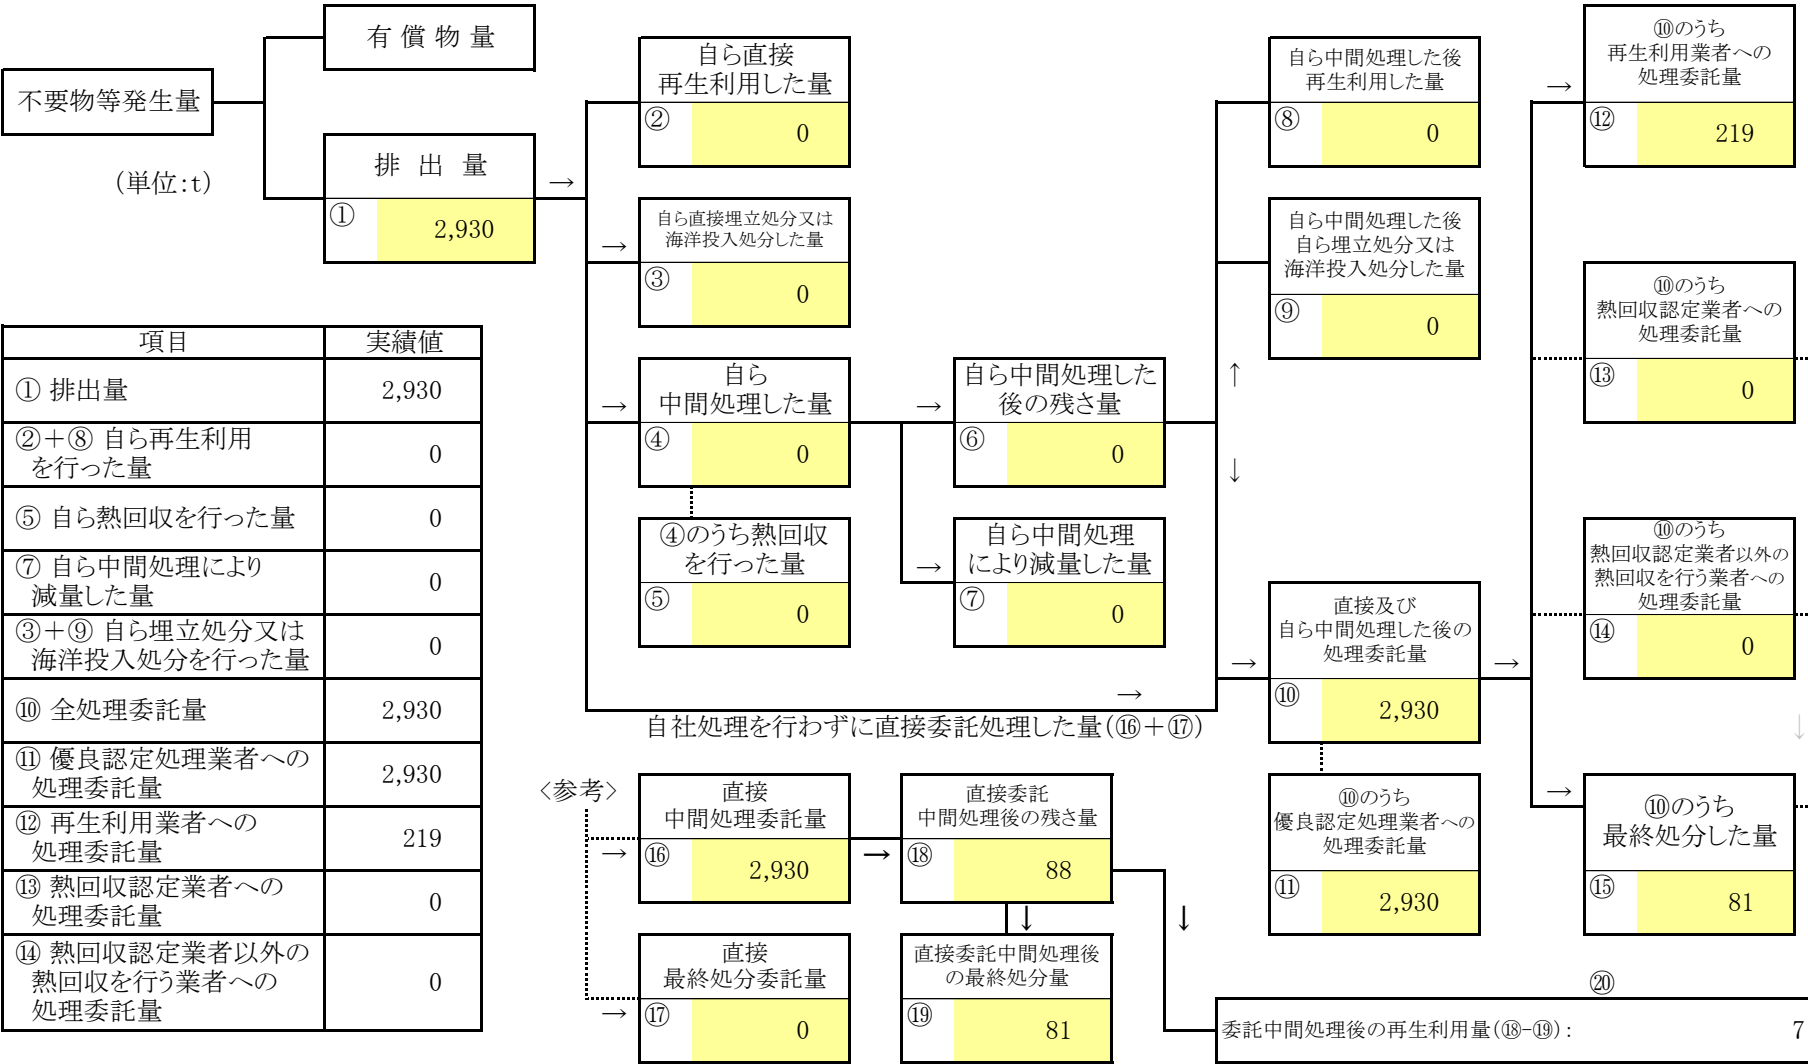 不要物等発生量
(単位:t)
有 償 物 量
排 出 量
→
①
2,930
項目
実績値
① 排出量
2,930
②+⑧ 自ら再生利用
を行った量
0
⑤ 自ら熱回収を行った量
0
⑦ 自ら中間処理により
減量した量
0
③+⑨ 自ら埋立処分又は
海洋投入処分を行った量
0
⑩ 全処理委託量
2,930
⑪ 優良認定処理業者への
処理委託量
2,930
⑫ 再生利用業者への
処理委託量
219
⑬ 熱回収認定業者への
処理委託量
0
⑭ 熱回収認定業者以外の
熱回収を行う業者への
処理委託量
0
自ら直接
再生利用した量
②
0
→
自ら直接埋立処分又は
海洋投入処分した量
③
0
→
自ら
中間処理した量
④
0
④のうち熱回収
を行った量
⑤
0
→
自ら中間処理した
後の残さ量
⑥
0
→
自ら中間処理
により減量した量
⑦
0
→
自社処理を行わずに直接委託処理した量(⑯+⑰)
<参考>
→
直接
中間処理委託量
⑯
2,930
→
直接
最終処分委託量
⑰
0
→
直接委託
中間処理後の残さ量
⑱
88
↓
直接委託中間処理後
の最終処分量
⑲
81
↓
↑
↓
自ら中間処理した後
再生利用した量
⑧
0
自ら中間処理した後
自ら埋立処分又は
海洋投入処分した量
⑨
0
→
直接及び
自ら中間処理した後の
処理委託量
⑩
2,930
⑩のうち
優良認定処理業者への
処理委託量
⑪
2,930
→
→
⑩のうち
再生利用業者への
処理委託量
⑫
219
⑩のうち
熱回収認定業者への
処理委託量
⑬
0
⑩のうち
熱回収認定業者以外の
熱回収を行う業者への
処理委託量
⑭
0
↓
→
⑩のうち
最終処分した量
⑮
81
⑳
委託中間処理後の再生利用量(⑱-⑲): 7